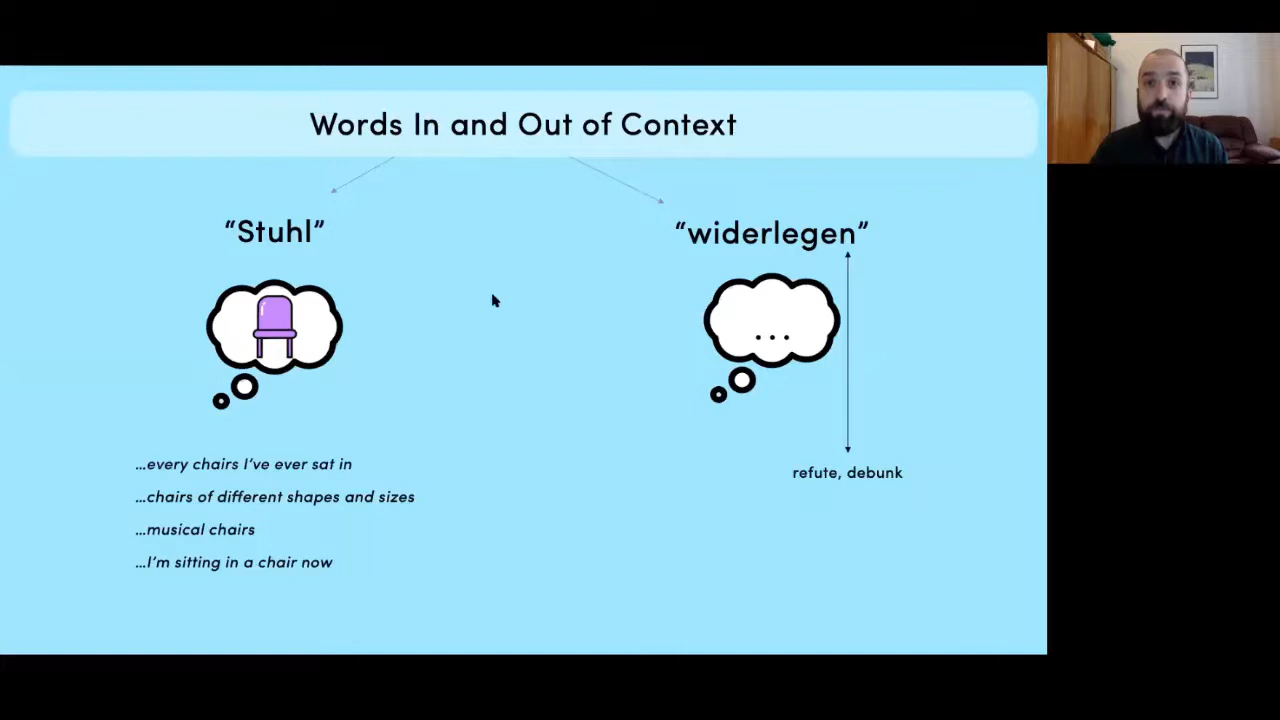 Words In and Out of Context
“Stuhl”
“widerlegen”
...
...every chairs I’ve ever sat in
...chairs of different shapes and sizes
...musical chairs
...I’m sitting in a chair now
refute, debunk